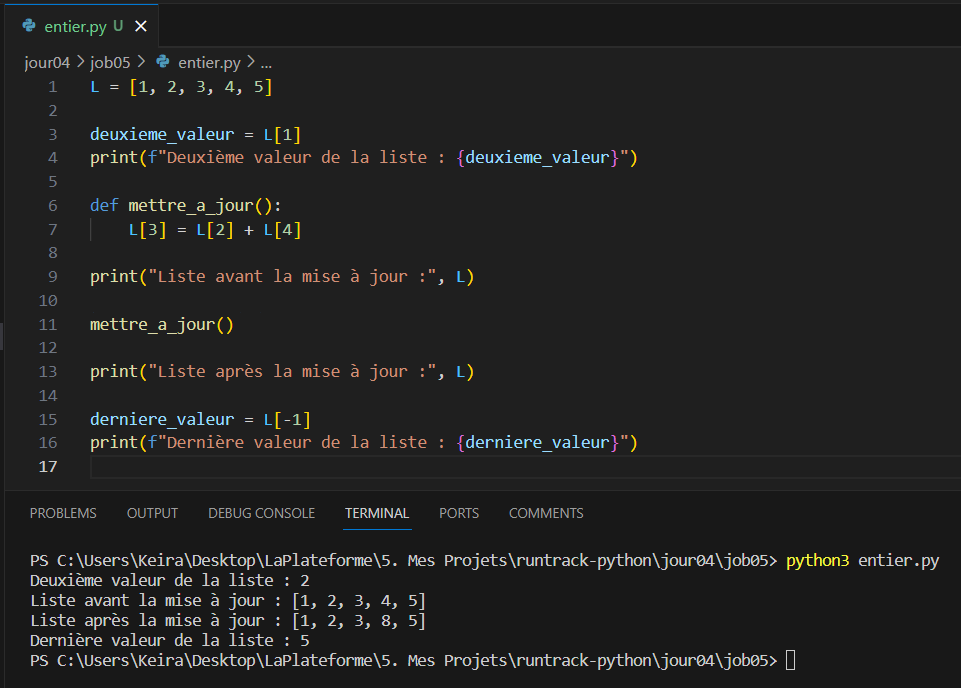 entier.py U
jour04 > job05 > entier.py > ...
1 L = [1, 2, 3, 4, 5]
2
3 deuxieme_valeur = L[1]
4 print(f"Deuxième valeur de la liste : {deuxieme_valeur}")
5
6 def mettre_a_jour():
7     L[3] = L[2] + L[4]
8
9 print("Liste avant la mise à jour :", L)
10
11 mettre_a_jour()
12
13 print("Liste après la mise à jour :", L)
14
15 derniere_valeur = L[-1]
16 print(f"Dernière valeur de la liste : {derniere_valeur}")
17
PROBLEMS OUTPUT DEBUG CONSOLE TERMINAL PORTS COMMENTS
PS C:\Users\Keira\Desktop\LaPlateforme\5. Mes Projets\runtrack-python\jour04\job05> python3 entier.py
Deuxième valeur de la liste : 2
Liste avant la mise à jour : [1, 2, 3, 4, 5]
Liste après la mise à jour : [1, 2, 3, 8, 5]
Dernière valeur de la liste : 5
PS C:\Users\Keira\Desktop\LaPlateforme\5. Mes Projets\runtrack-python\jour04\job05>